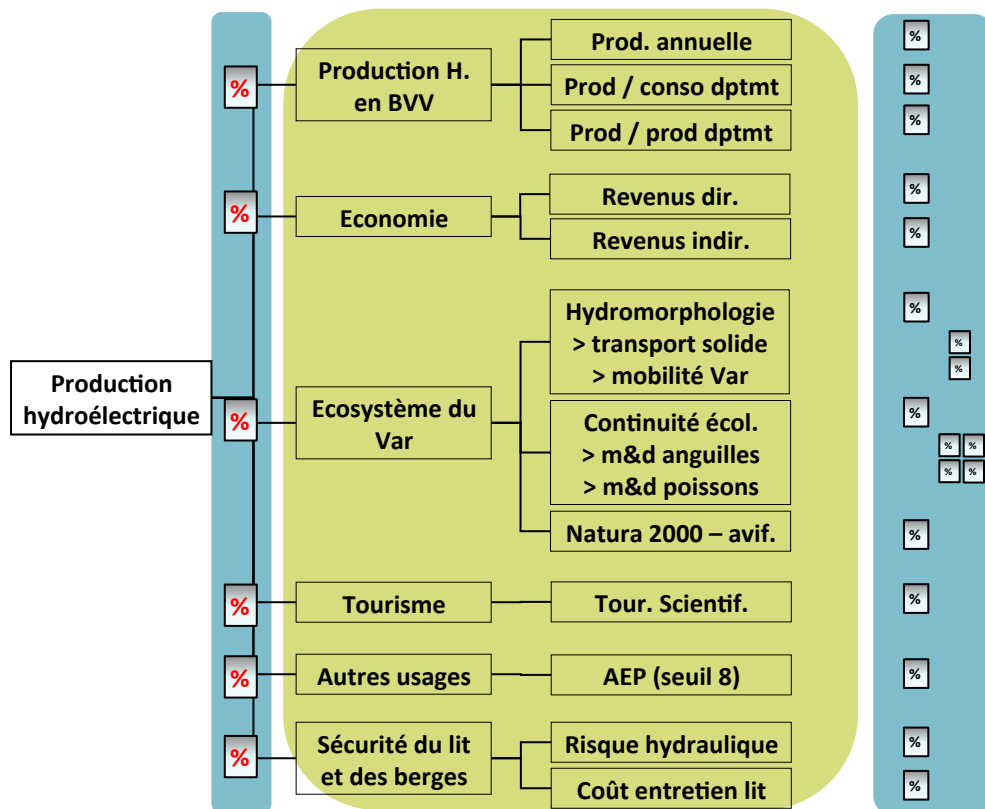 Prod. annuelle
%
Production H.
en BVV
%
Prod / conso dptmt
%
Prod / prod dptmt
%
Revenus dir.
%
%
Economie
Revenus indir.
%
Hydromorphologie
> transport solide
> mobilité Var
%
%
%
Production
hydroélectrique
%
Ecosystème du
Var
Continuité écol.
> m&d anguilles
> m&d poissons
%
% %
% %
Natura 2000 – avif.
%
%
Tourisme
Tour. Scientif.
%
%
Autres usages
AEP (seuil 8)
%
%
Sécurité du lit
et des berges
Risque hydraulique
%
Coût entretien lit
%